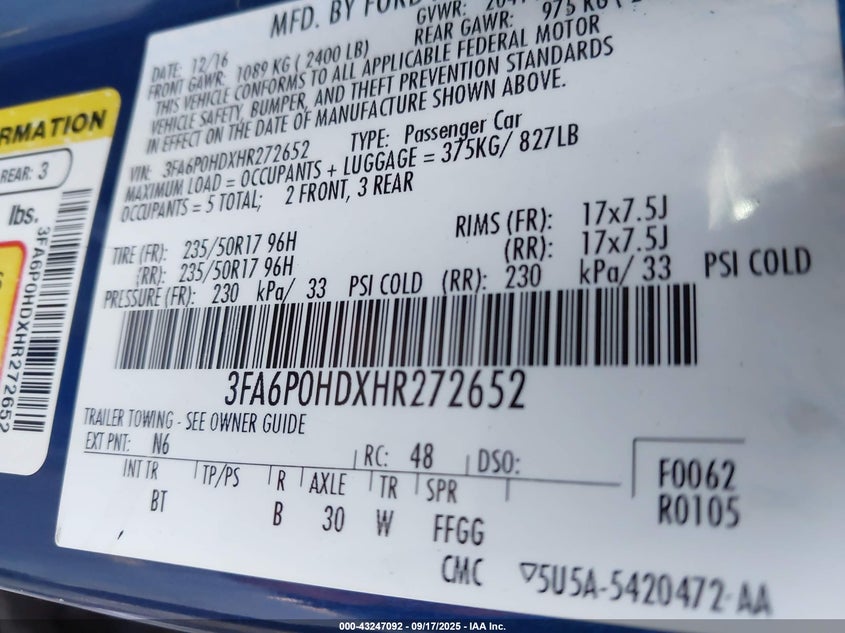 MFD. BY FORD
GVWR:
DATE: 12/16
FRONT GAWR: 1089 KG ( 2400 LB)
REAR GAWR: 975 KG (
THIS VEHICLE CONFORMS TO ALL APPLICABLE FEDERAL MOTOR
VEHICLE SAFETY, BUMPER, AND THEFT PREVENTION STANDARDS
IN EFFECT ON THE DATE OF MANUFACTURE SHOWN ABOVE.
VIN: 3FA6P0HDXHR272652 TYPE: Passenger Car
MAXIMUM LOAD = OCCUPANTS + LUGGAGE = 375KG/ 827LB
OCCUPANTS = 5 TOTAL; 2 FRONT, 3 REAR
TIRE (FR): 235/50R17 96H RIMS (FR): 17x7.5J
(RR): 235/50R17 96H (RR): 17x7.5J
PRESSURE (FR): 230 kPa/ 33 PSI COLD (RR): 230 kPa/ 33 PSI COLD
3FA6P0HDXHR272652
TRAILER TOWING - SEE OWNER GUIDE
EXT PNT: N6 RC: 48 DSO:
INT TR TP/PS R AXLE TR SPR
BT B 30 W FFGG
F0062
R0105
CMC ▽5U5A-5420472-AA
RMATION
REAR: 3
lbs.
3FA6P0HDXHR272652
000-43247092 - 09/17/2025 - IAA Inc.